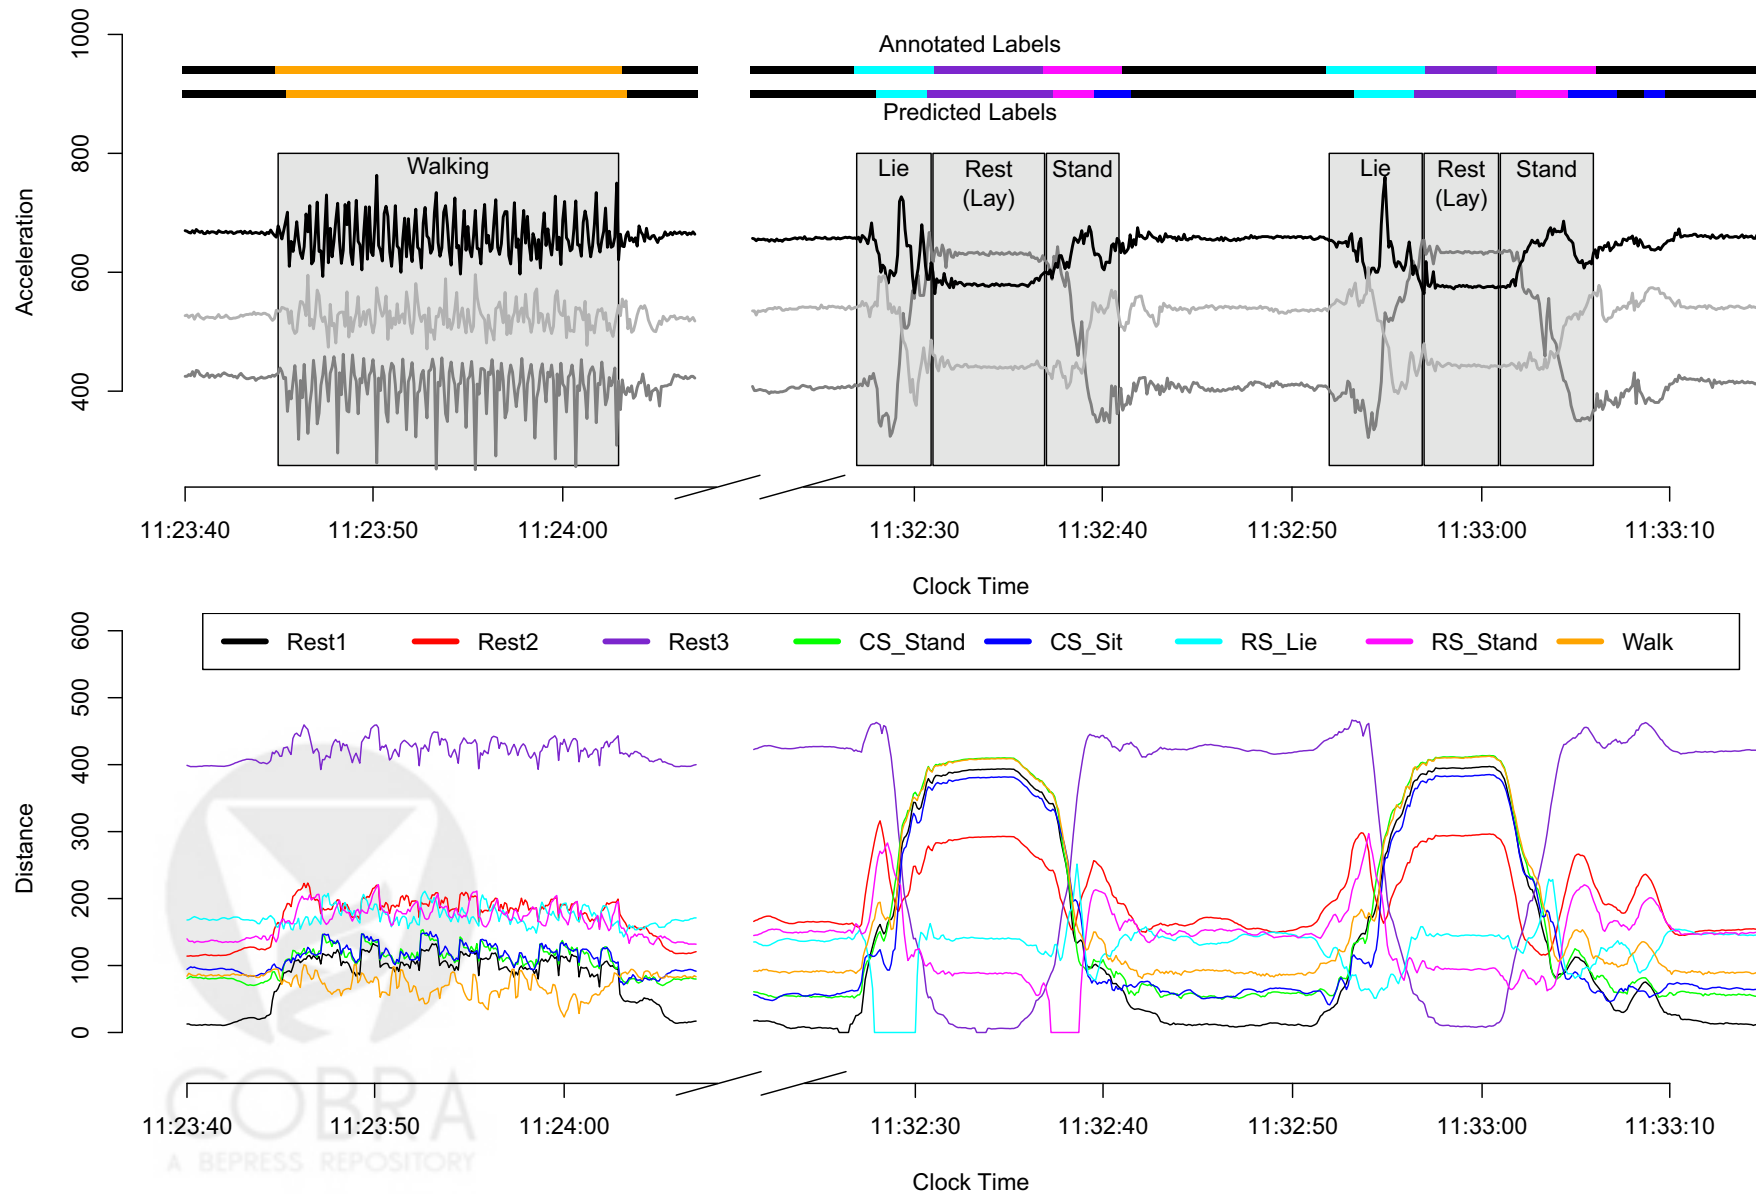 Annotated Labels
Predicted Labels
1000
800
600
400
Acceleration
Walking
Lie
Rest
(Lay)
Stand
Lie
Rest
(Lay)
Stand
11:23:40
11:23:50
11:24:00
11:32:30
11:32:40
11:32:50
11:33:00
11:33:10
Clock Time
Rest1
Rest2
Rest3
CS_Stand
CS_Sit
RS_Lie
RS_Stand
Walk
600
500
400
300
200
100
0
Distance
COBRA
A BEPRESS REPOSITORY
11:23:40
11:23:50
11:24:00
11:32:30
11:32:40
11:32:50
11:33:00
11:33:10
Clock Time